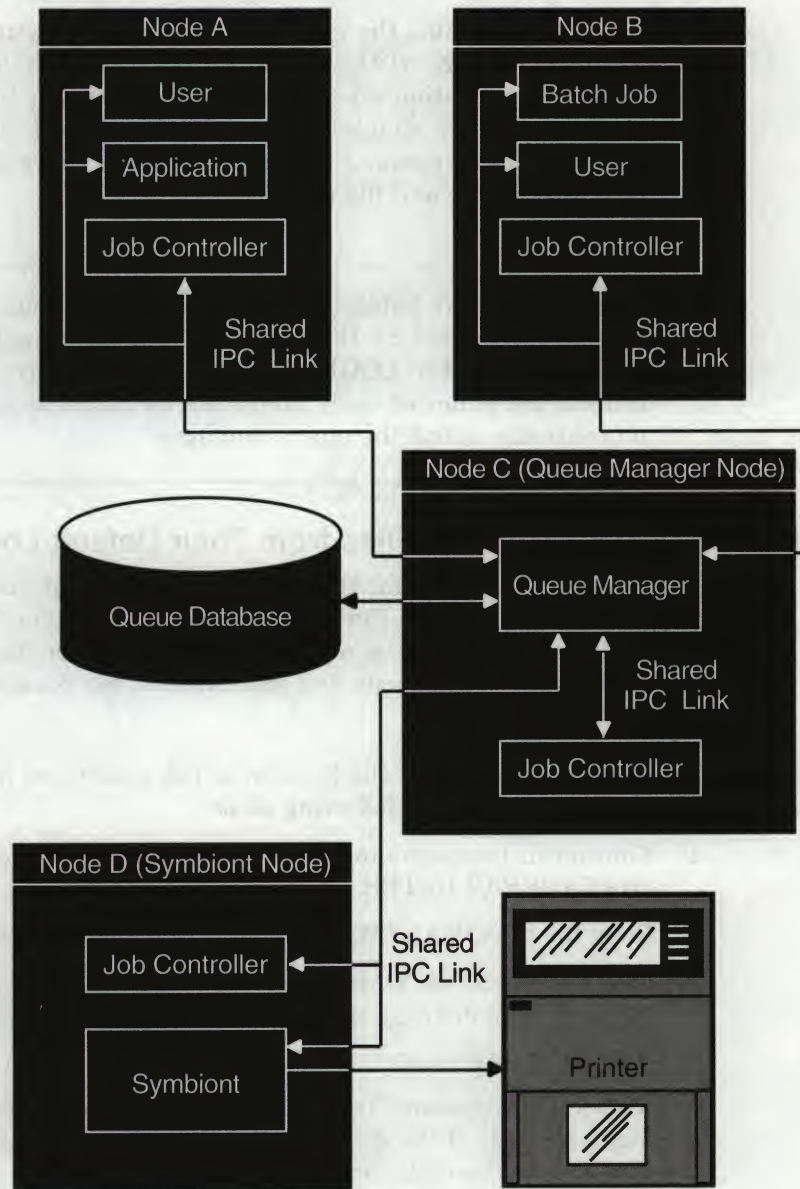 Node A
User
Application
Job Controller
Shared
IPC Link
Node B
Batch Job
User
Job Controller
Shared
IPC Link
Node C (Queue Manager Node)
Queue Manager
Shared
IPC Link
Job Controller
Queue Database
Node D (Symbiont Node)
Job Controller
Symbiont
Shared
IPC Link
Printer